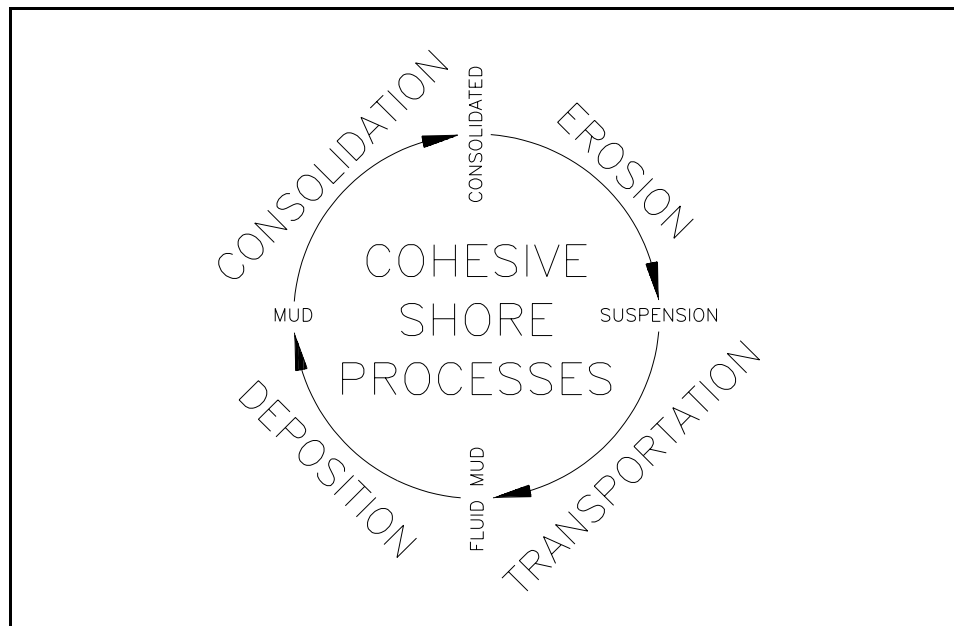 CONSOLIDATION
CONSOLIDATED
EROSION
COHESIVE
SHORE
PROCESSES
MUD
SUSPENSION
DEPOSITION
FLUID MUD
TRANSPORTATION